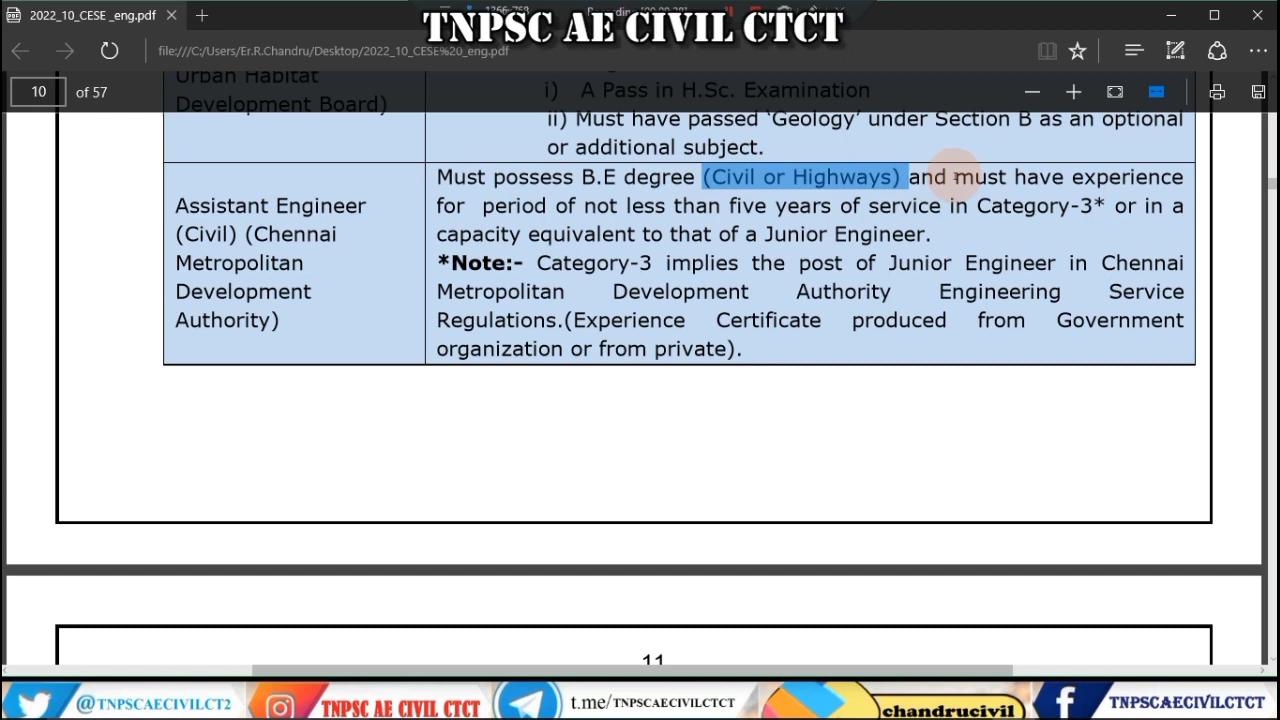 2022_10_CESE _eng.pdf
TNPSC AE CIVIL CTCT
file:///C:/Users/Er.R.Chandru/Desktop/2022_10_CESE%20_eng.pdf
10 of 57
Urban Habitat
Development Board)
i) A Pass in H.Sc. Examination
ii) Must have passed ‘Geology’ under Section B as an optional
or additional subject.
Assistant Engineer
(Civil) (Chennai
Metropolitan
Development
Authority)
Must possess B.E degree (Civil or Highways) and must have experience
for period of not less than five years of service in Category-3* or in a
capacity equivalent to that of a Junior Engineer.
*Note:- Category-3 implies the post of Junior Engineer in Chennai
Metropolitan Development Authority Engineering Service
Regulations.(Experience Certificate produced from Government
organization or from private).
11
@TNPSCAECIVILCT2
TNPSC AE CIVIL CTCT
t.me/TNPSCAECIVILCTCT
chandrucivil
TNPSCAECIVILCTCT